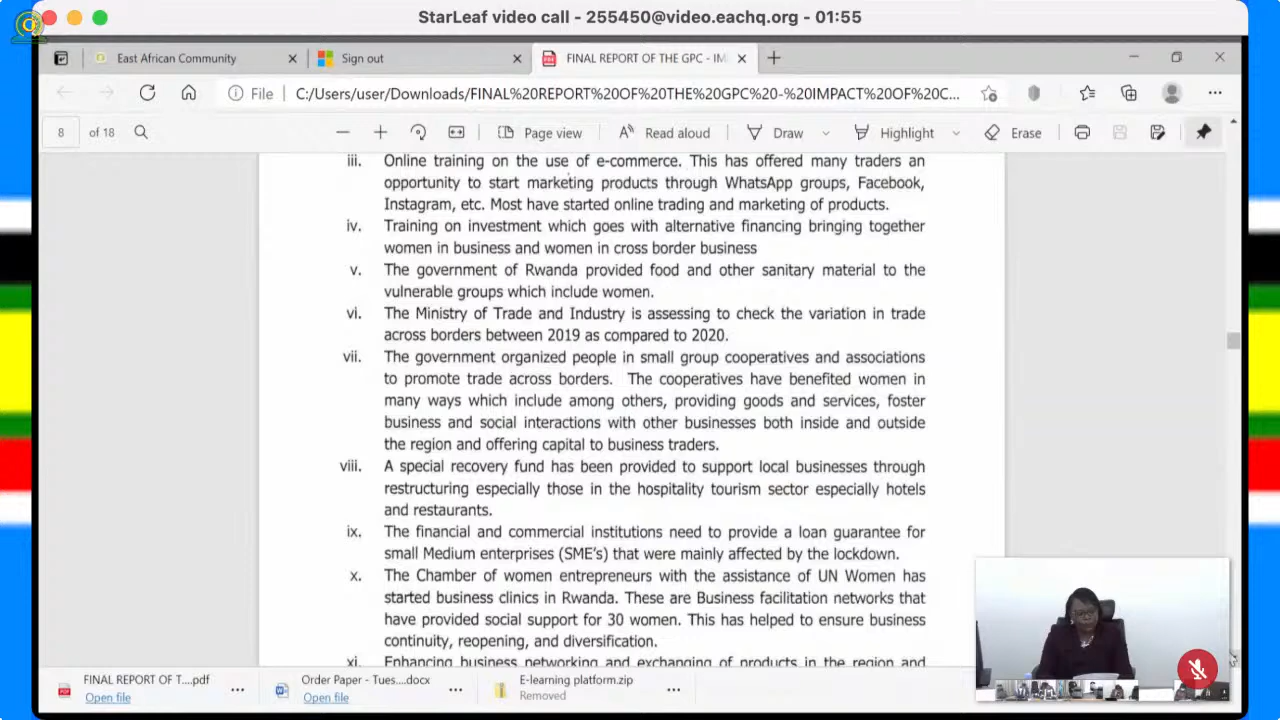 StarLeaf video call - 255450@video.eachq.org - 01:55
East African Community
Sign out
FINAL REPORT OF THE GPC - IM
File
C:/Users/user/Downloads/FINAL%20REPORT%20OF%20THE%20GPC%20-%20IMPACT%20OF%20C...
8 of 18
Page view
Read aloud
Draw
Highlight
Erase
iii. Online training on the use of e-commerce. This has offered many traders an
opportunity to start marketing products through WhatsApp groups, Facebook,
Instagram, etc. Most have started online trading and marketing of products.
iv. Training on investment which goes with alternative financing bringing together
women in business and women in cross border business
v. The government of Rwanda provided food and other sanitary material to the
vulnerable groups which include women.
vi. The Ministry of Trade and Industry is assessing to check the variation in trade
across borders between 2019 as compared to 2020.
vii. The government organized people in small group cooperatives and associations
to promote trade across borders. The cooperatives have benefited women in
many ways which include among others, providing goods and services, foster
business and social interactions with other businesses both inside and outside
the region and offering capital to business traders.
viii. A special recovery fund has been provided to support local businesses through
restructuring especially those in the hospitality tourism sector especially hotels
and restaurants.
ix. The financial and commercial institutions need to provide a loan guarantee for
small Medium enterprises (SME's) that were mainly affected by the lockdown.
x. The Chamber of women entrepreneurs with the assistance of UN Women has
started business clinics in Rwanda. These are Business facilitation networks that
have provided social support for 30 women. This has helped to ensure business
continuity, reopening, and diversification.
xi. Enhancing business networking and exchanging of products in the region and
FINAL REPORT OF T....pdf
Open file
Order Paper - Tues....docx
Open file
E-learning platform.zip
Removed